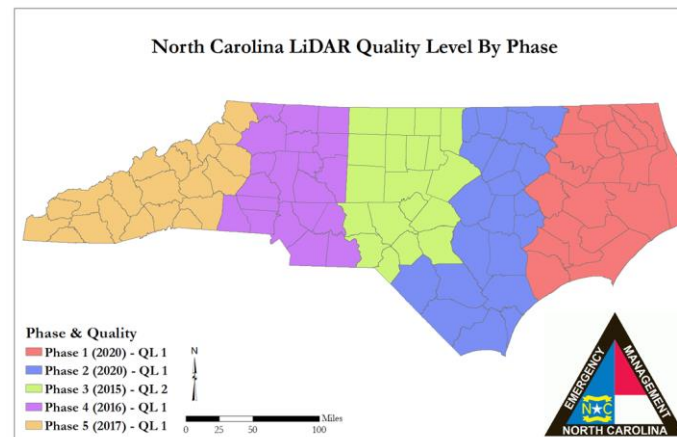 North Carolina LiDAR Quality Level By Phase
Phase & Quality
Phase 1 (2020) - QL 1
Phase 2 (2020) - QL 1
Phase 3 (2015) - QL 2
Phase 4 (2016) - QL 1
Phase 5 (2017) - QL 1
N
Miles
0 25 50 100
EMERGENCY
MANAGEMENT
N C
NORTH CAROLINA